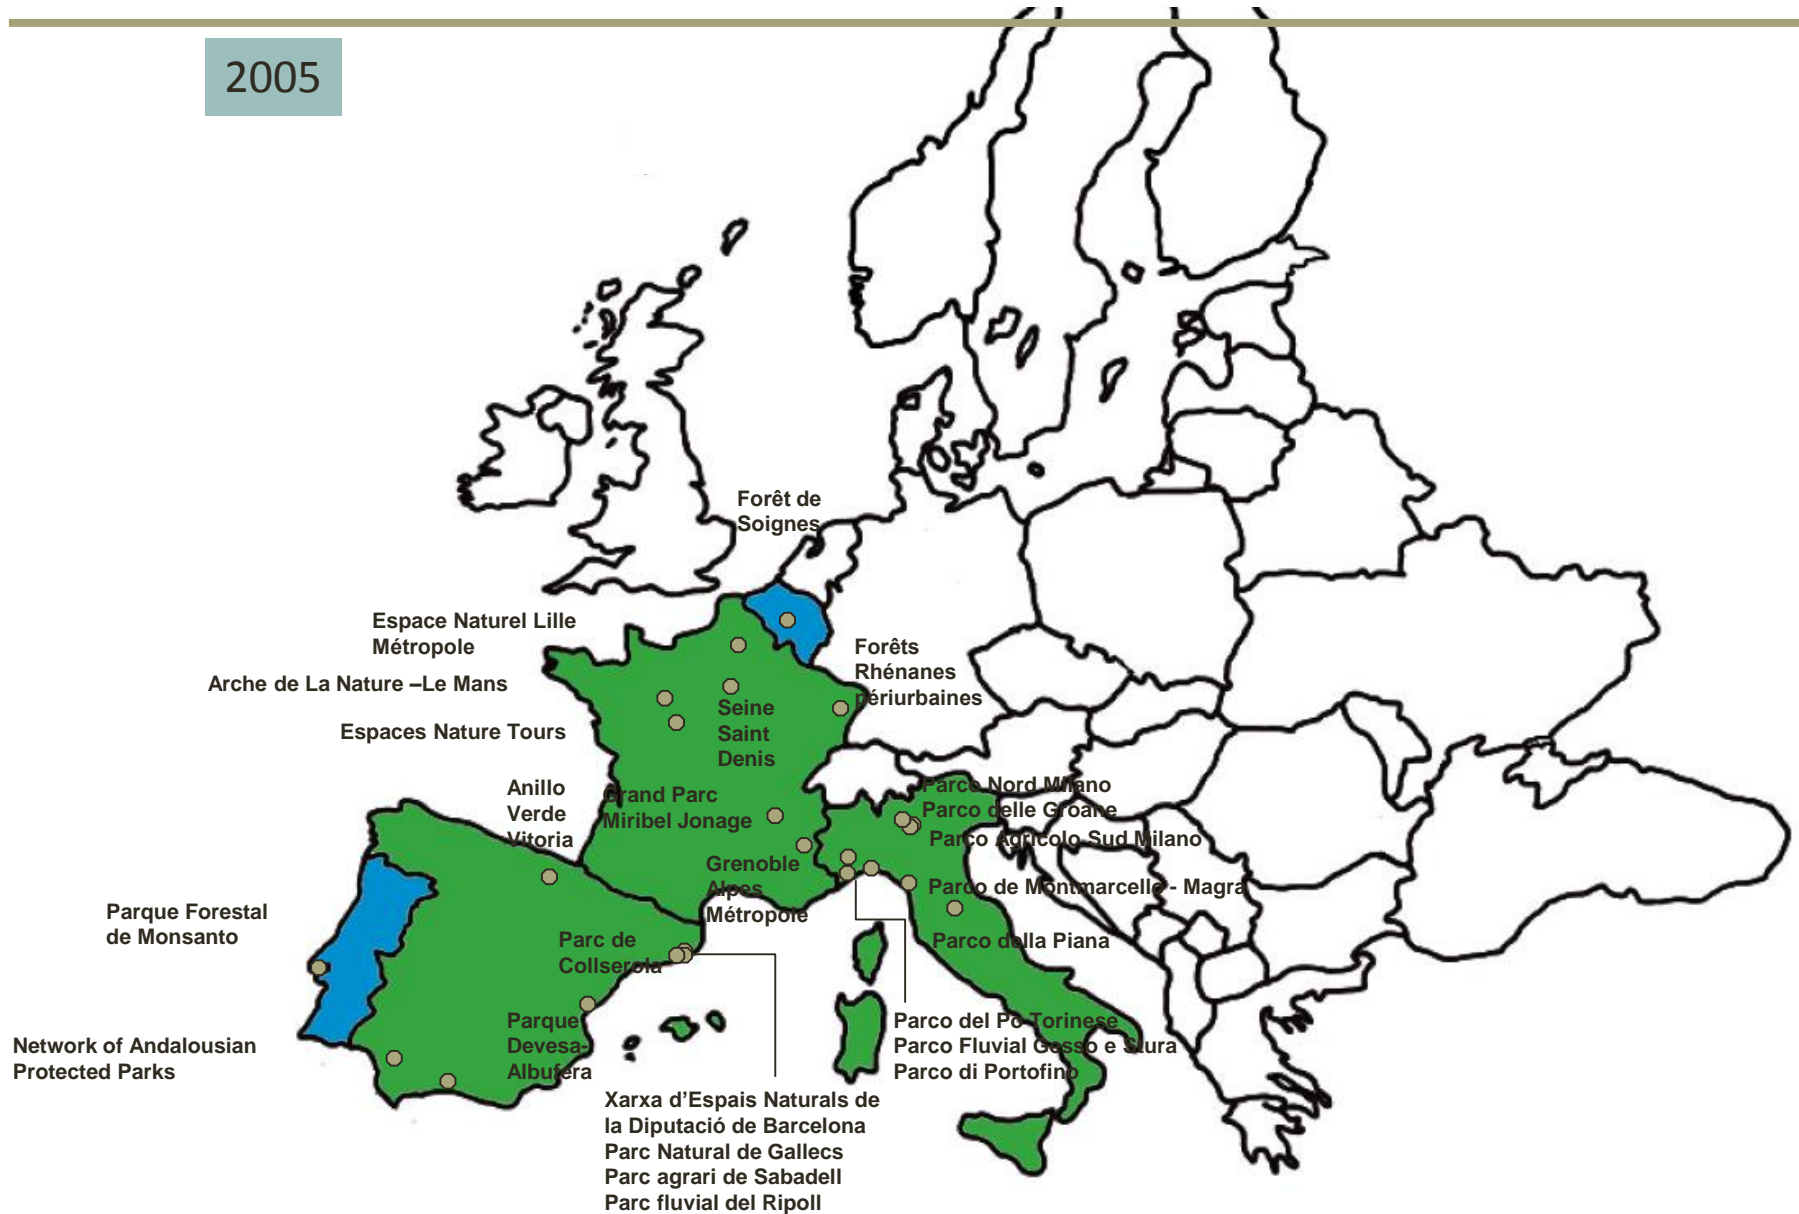 2005
Forêt de
Soignes
Espace Naturel Lille
Métropole
Forêts
Rhénanes
périurbaines
Arche de La Nature –Le Mans
Seine
Saint
Denis
Espaces Nature Tours
Anillo
Verde
Vitoria
Grand Parc
Miribel Jonage
Parco Nord Milano
Parco delle Groane
Parco Agricolo Sud Milano
Grenoble
Alpes
Métropole
Parco de Montmarcello - Magra
Parque Forestal
de Monsanto
Parc de
Collserola
Parco della Piana
Parque
Devesa-
Albufera
Parco del Po Torinese
Parco Fluvial Gesso e Stura
Parco di Portofino
Network of Andalousian
Protected Parks
Xarxa d’Espais Naturals de
la Diputació de Barcelona
Parc Natural de Gallecs
Parc agrari de Sabadell
Parc fluvial del Ripoll